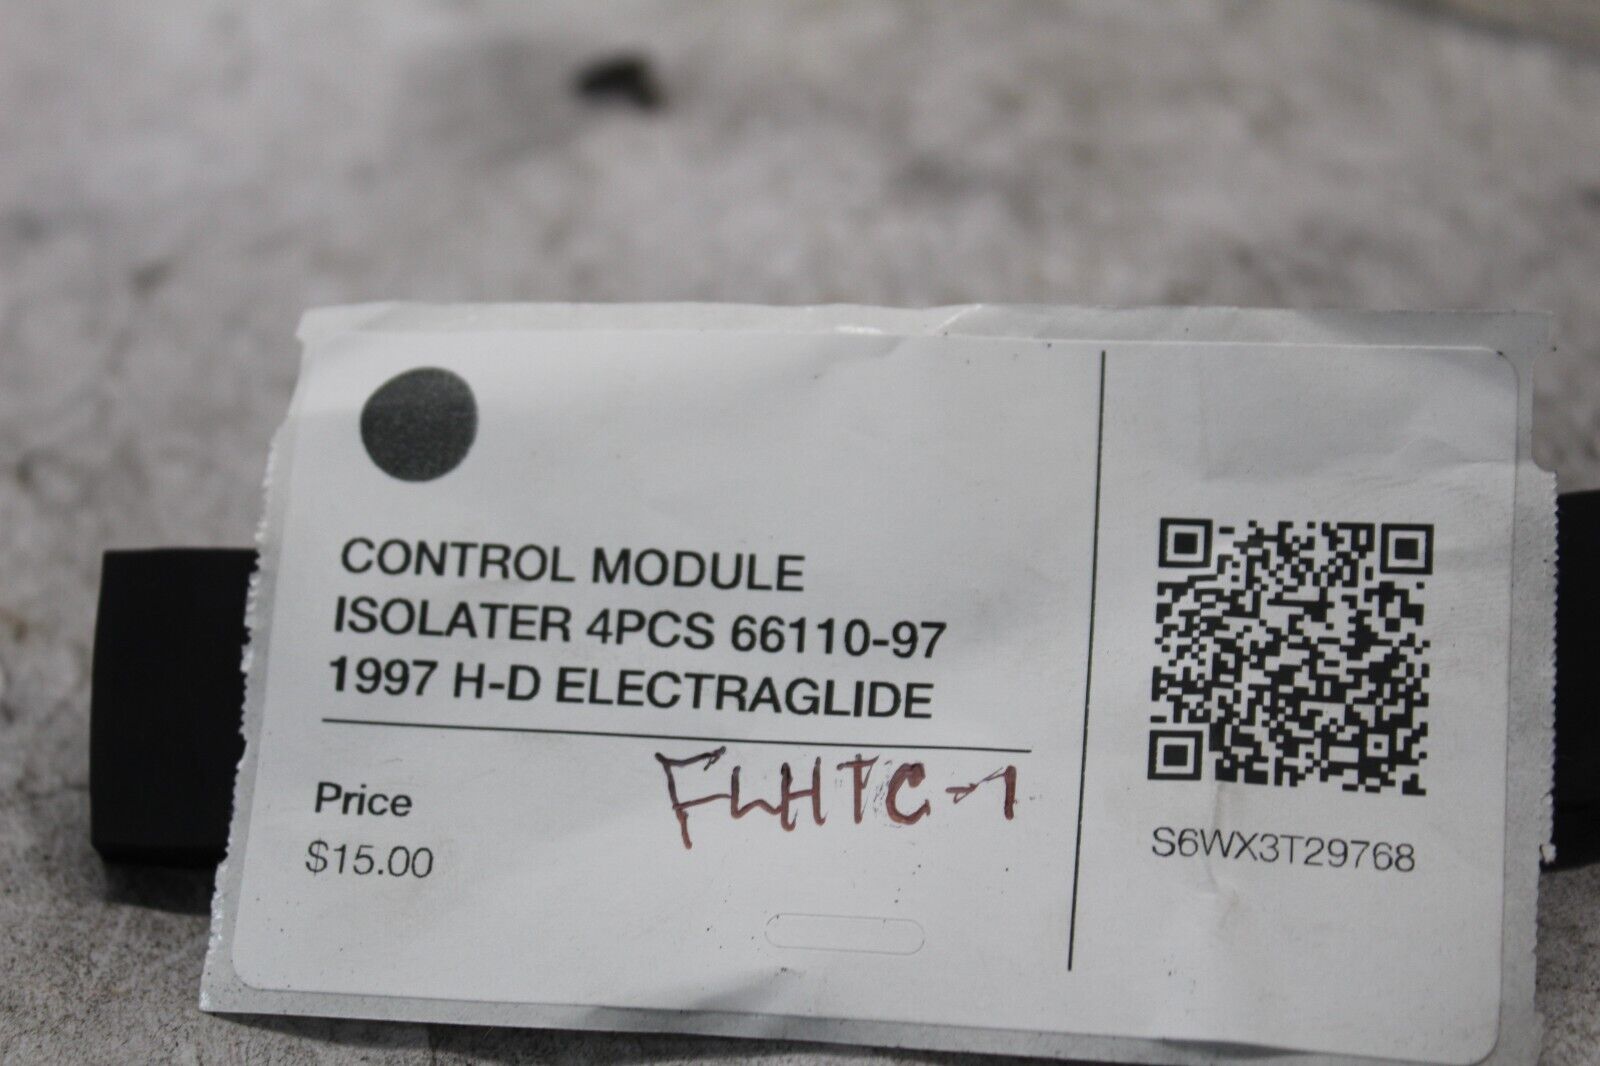 CONTROL MODULE
ISOLATER 4PCS 66110-97
1997 H-D ELECTRAGLIDE
FLHTC-1
Price
$15.00
S6WX3T29768